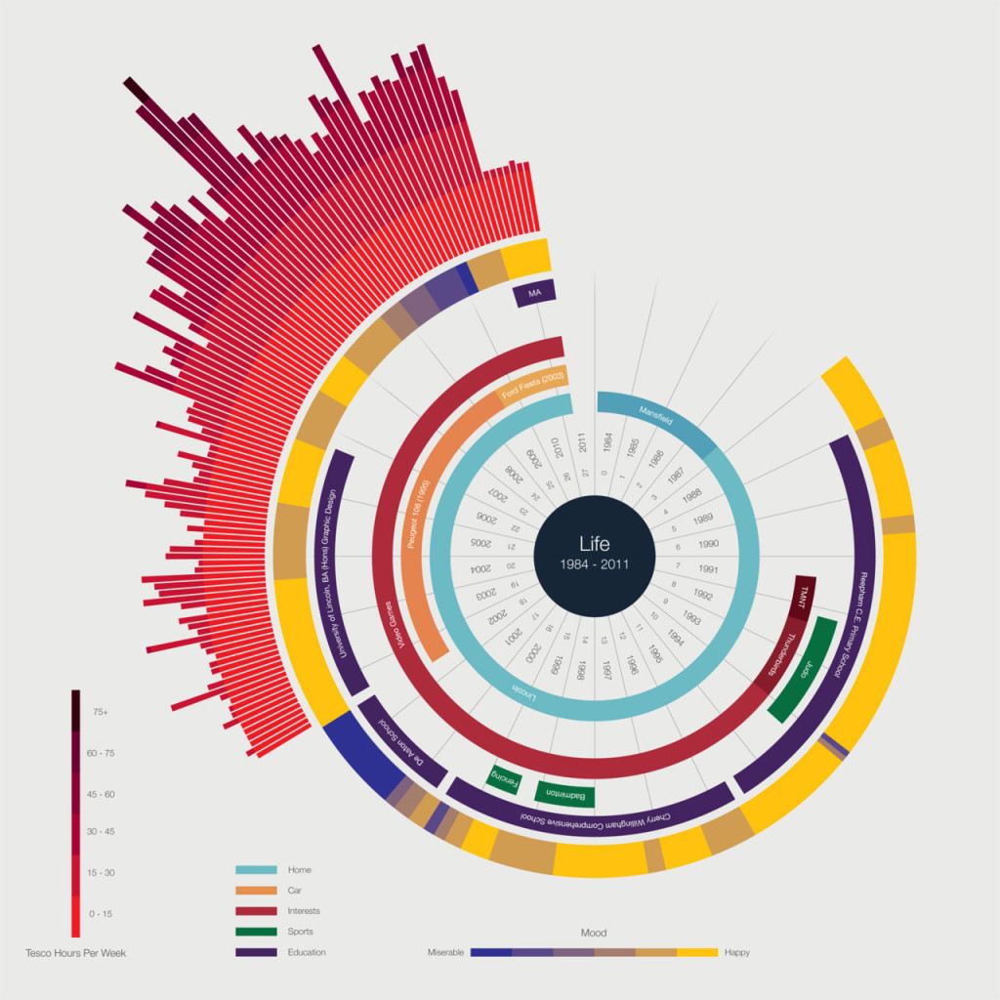 Life
1984 - 2011
1984
1985
1986
1987
1988
1989
1990
1991
1992
1993
1994
1995
1996
1997
1998
1999
2000
2001
2002
2003
2004
2005
2006
2007
2008
2009
2010
2011
0
1
2
3
4
5
6
7
8
9
10
11
12
13
14
15
16
17
18
19
20
21
22
23
24
25
26
27
Mansfield
Lincoln
Ford Fiesta (2003)
Peugeot 106 (1995)
TMNT
Thunderbirds
Video Games
Judo
Badminton
Fencing
Reepham C.E. Primary School
Cherry Willingham Comprehensive School
De Aston School
University of Lincoln, BA (Hons) Graphic Design
MA
75+
60 - 75
45 - 60
30 - 45
15 - 30
0 - 15
Tesco Hours Per Week
Home
Car
Interests
Sports
Education
Mood
Miserable
Happy